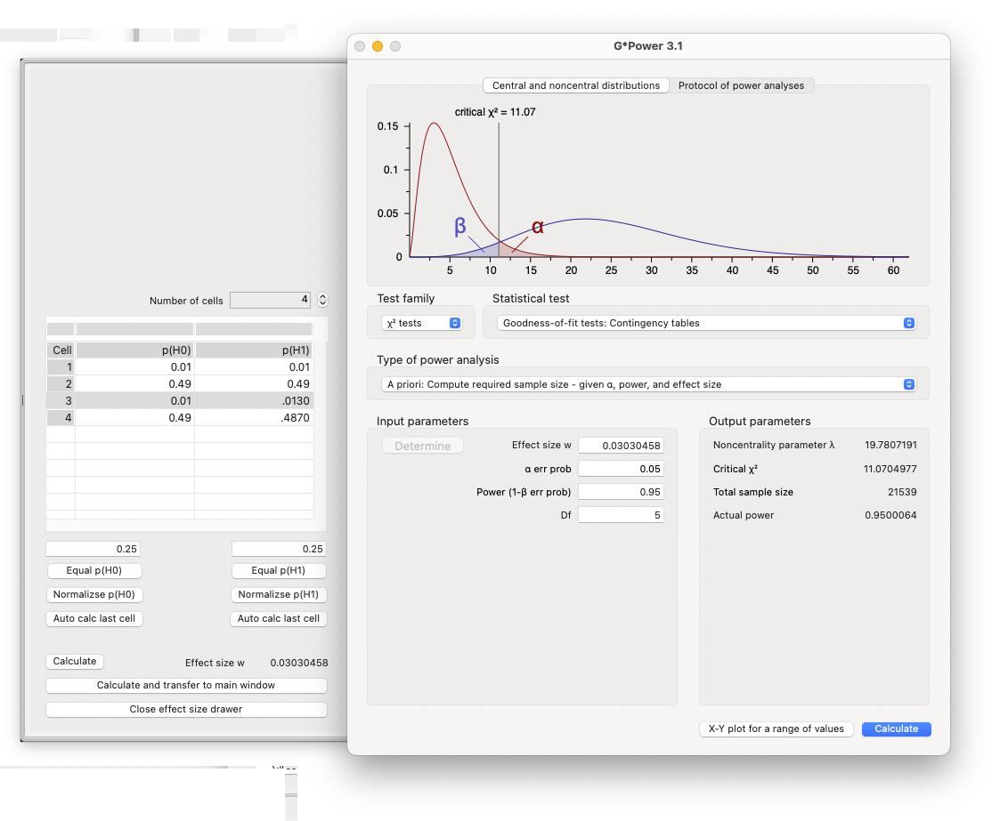 G*Power 3.1
Central and noncentral distributions Protocol of power analyses
critical χ² = 11.07
0.15
0.1
0.05
0
β
α
5 10 15 20 25 30 35 40 45 50 55 60
Test family Statistical test
χ² tests Goodness-of-fit tests: Contingency tables
Type of power analysis
A priori: Compute required sample size - given α, power, and effect size
Input parameters Output parameters
Determine Effect size w 0.03030458 Noncentrality parameter λ 19.7807191
α err prob 0.05 Critical χ² 11.0704977
Power (1-β err prob) 0.95 Total sample size 21539
Df 5 Actual power 0.9500064
X-Y plot for a range of values Calculate
Number of cells 4
Cell p(H0) p(H1)
1 0.01 0.01
2 0.49 0.49
3 0.01 .0130
4 0.49 .4870
0.25 0.25
Equal p(H0) Equal p(H1)
Normalizse p(H0) Normalizse p(H1)
Auto calc last cell Auto calc last cell
Calculate Effect size w 0.03030458
Calculate and transfer to main window
Close effect size drawer